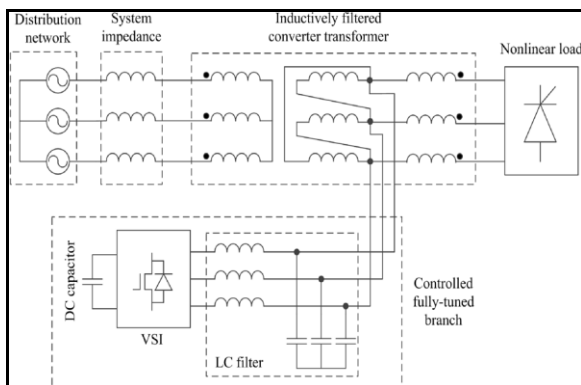 Distribution
network
System
impedance
Inductively filtered
converter transformer
Nonlinear load
DC capacitor
VSI
LC filter
Controlled
fully-tuned
branch